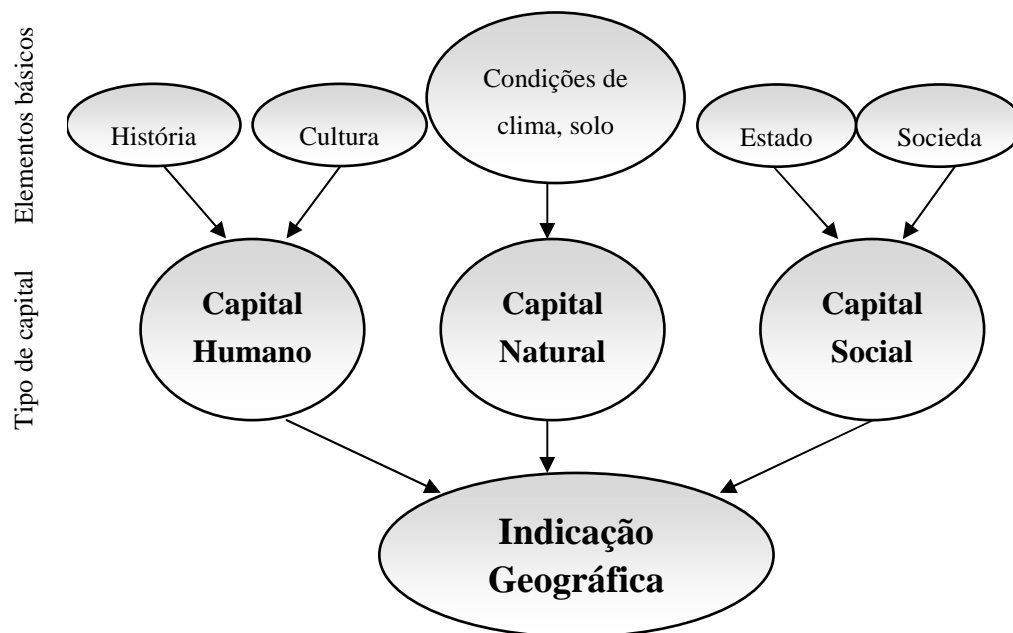 Elementos básicos
História
Cultura
Condições de
clima, solo
Estado
Socieda
Tipo de capital
Capital
Humano
Capital
Natural
Capital
Social
Indicação
Geográfica